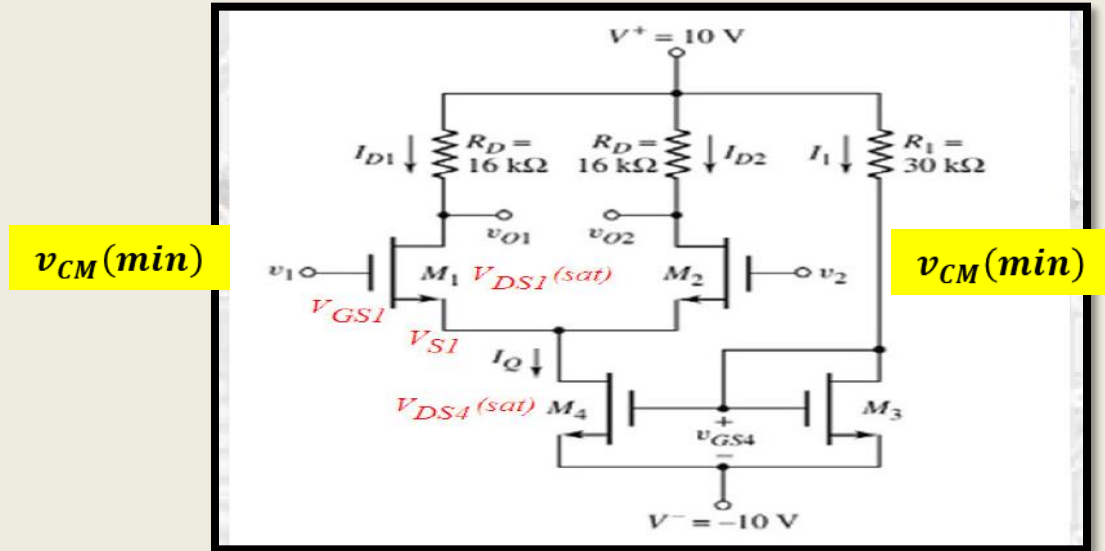 V⁺ = 10 V
I_D1
R_D =
16 kΩ
R_D =
16 kΩ
I_D2
I_1
R_1 =
30 kΩ
v_O1
v_O2
v_CM(min)
v_CM(min)
v_1
M_1
V_DS1(sat)
M_2
v_2
V_GS1
V_S1
I_Q
V_DS4(sat)
M_4
+
v_GS4
−
M_3
V⁻ = −10 V